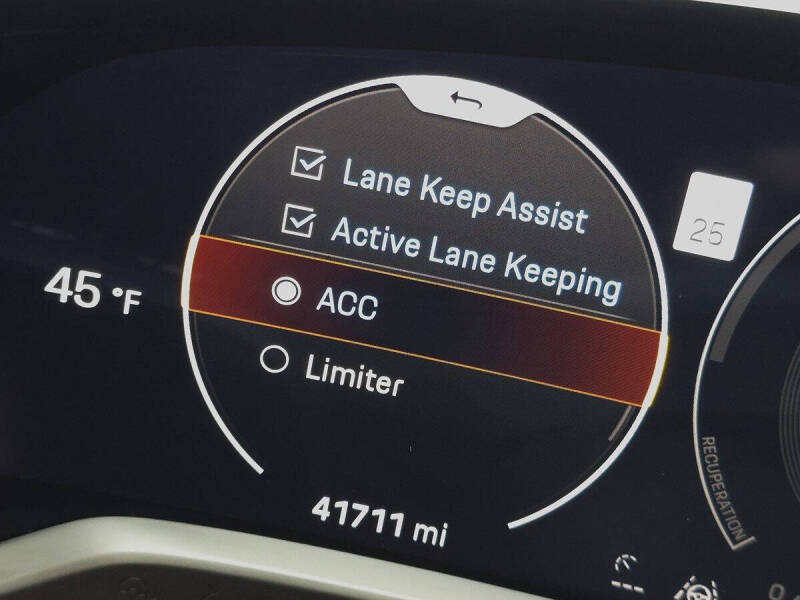 Lane Keep Assist
Active Lane Keeping
25
45 °F
ACC
Limiter
41711 mi
RECUPERATION